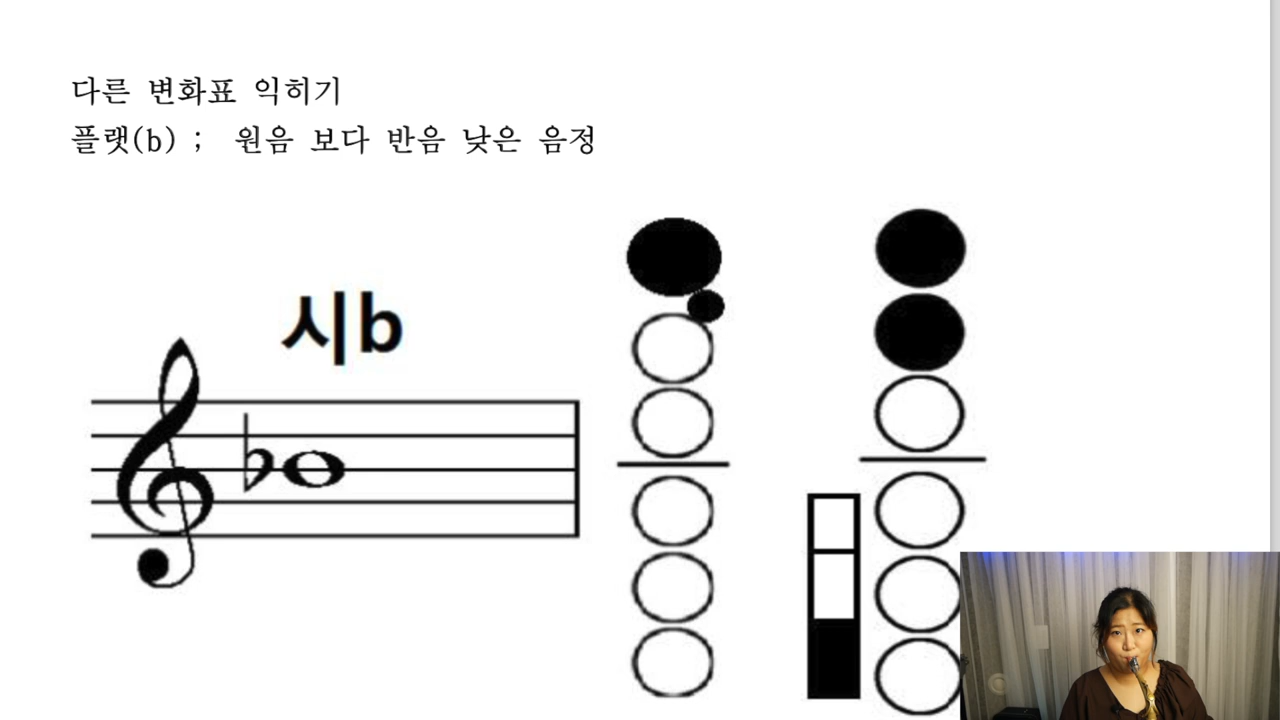 다른 변화표 익히기
플랫(b) ; 원음 보다 반음 낮은 음정
시b